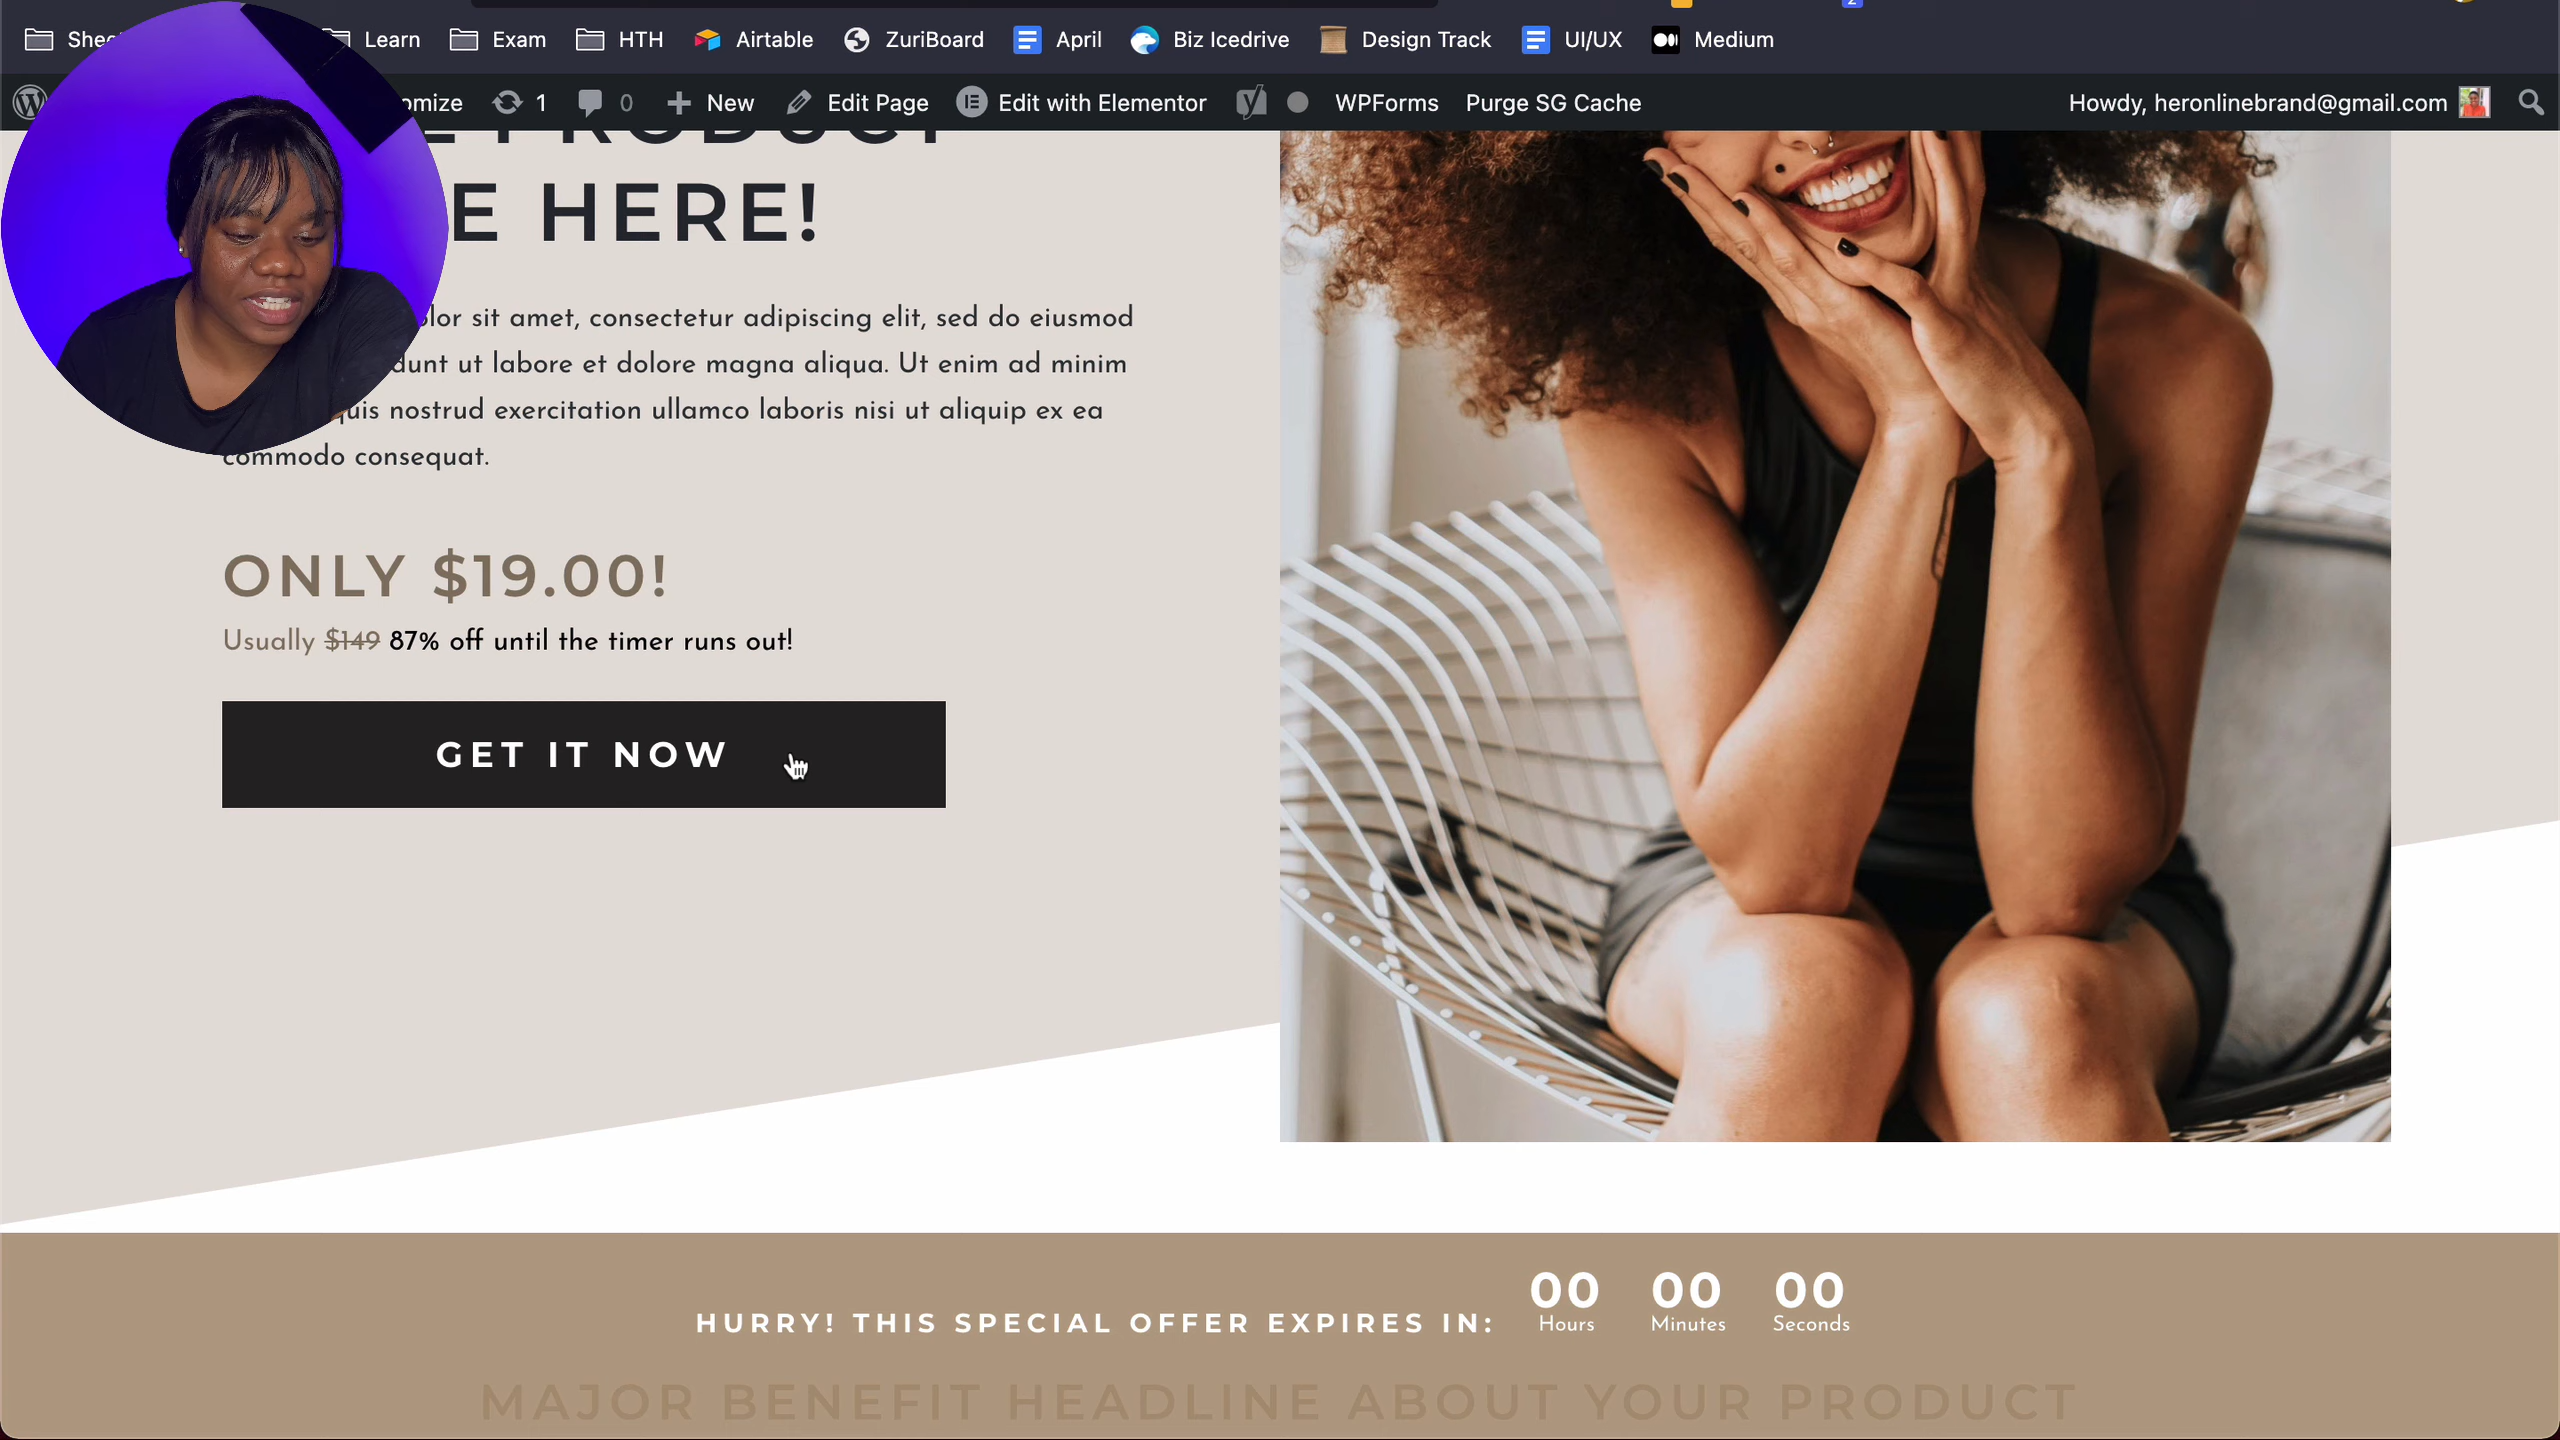 Learn
Exam
HTH
Airtable
ZuriBoard
April
Biz Icedrive
Design Track
UI/UX
Medium
1
0
New
Edit Page
Edit with Elementor
WPForms
Purge SG Cache
Howdy, heronlinebrand@gmail.com
PRODUCT
E HERE!
sit amet, consectetur adipiscing elit, sed do eiusmod
ut labore et dolore magna aliqua. Ut enim ad minim
quis nostrud exercitation ullamco laboris nisi ut aliquip ex ea
commodo consequat.
ONLY $19.00!
Usually $149 87% off until the timer runs out!
GET IT NOW
HURRY! THIS SPECIAL OFFER EXPIRES IN:
00 00 00
Hours Minutes Seconds
MAJOR BENEFIT HEADLINE ABOUT YOUR PRODUCT